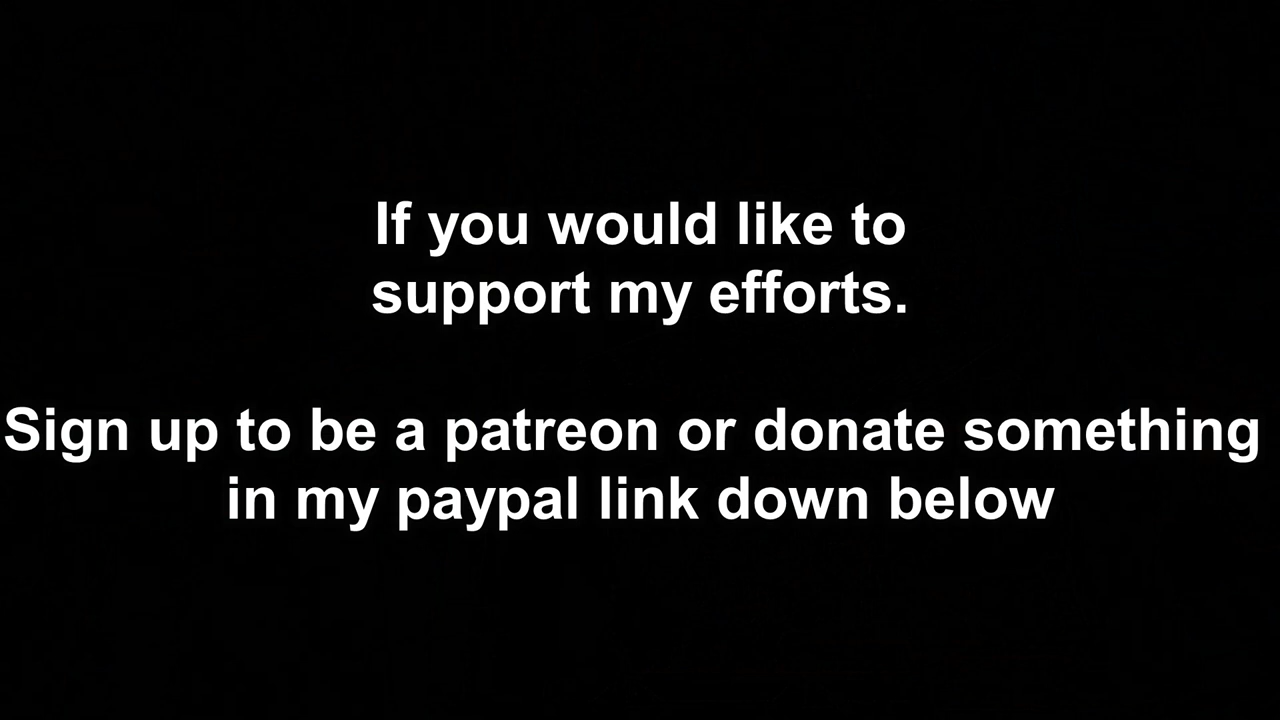 If you would like to
support my efforts.
Sign up to be a patreon or donate something
in my paypal link down below